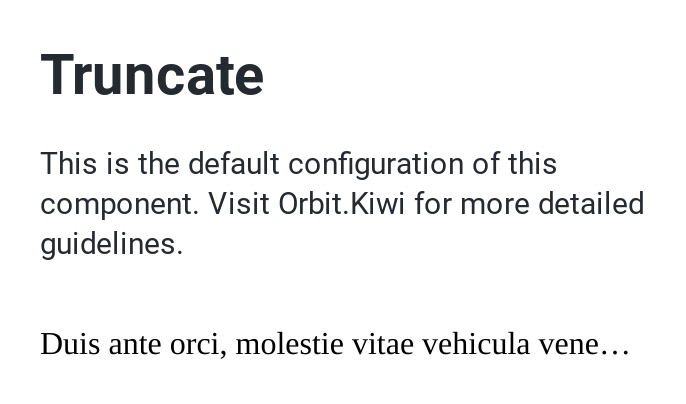 Truncate
This is the default configuration of this
component. Visit Orbit.Kiwi for more detailed
guidelines.
Duis ante orci, molestie vitae vehicula vene…